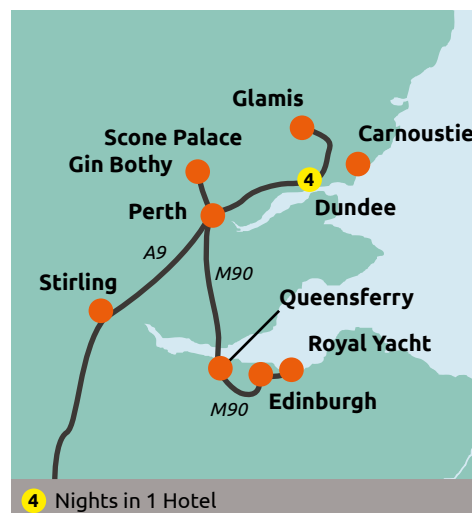 Glamis
Scone Palace
Gin Bothy
Carnoustie
4
Dundee
Perth
A9
M90
Stirling
Queensferry
Royal Yacht
Edinburgh
M90
4 Nights in 1 Hotel